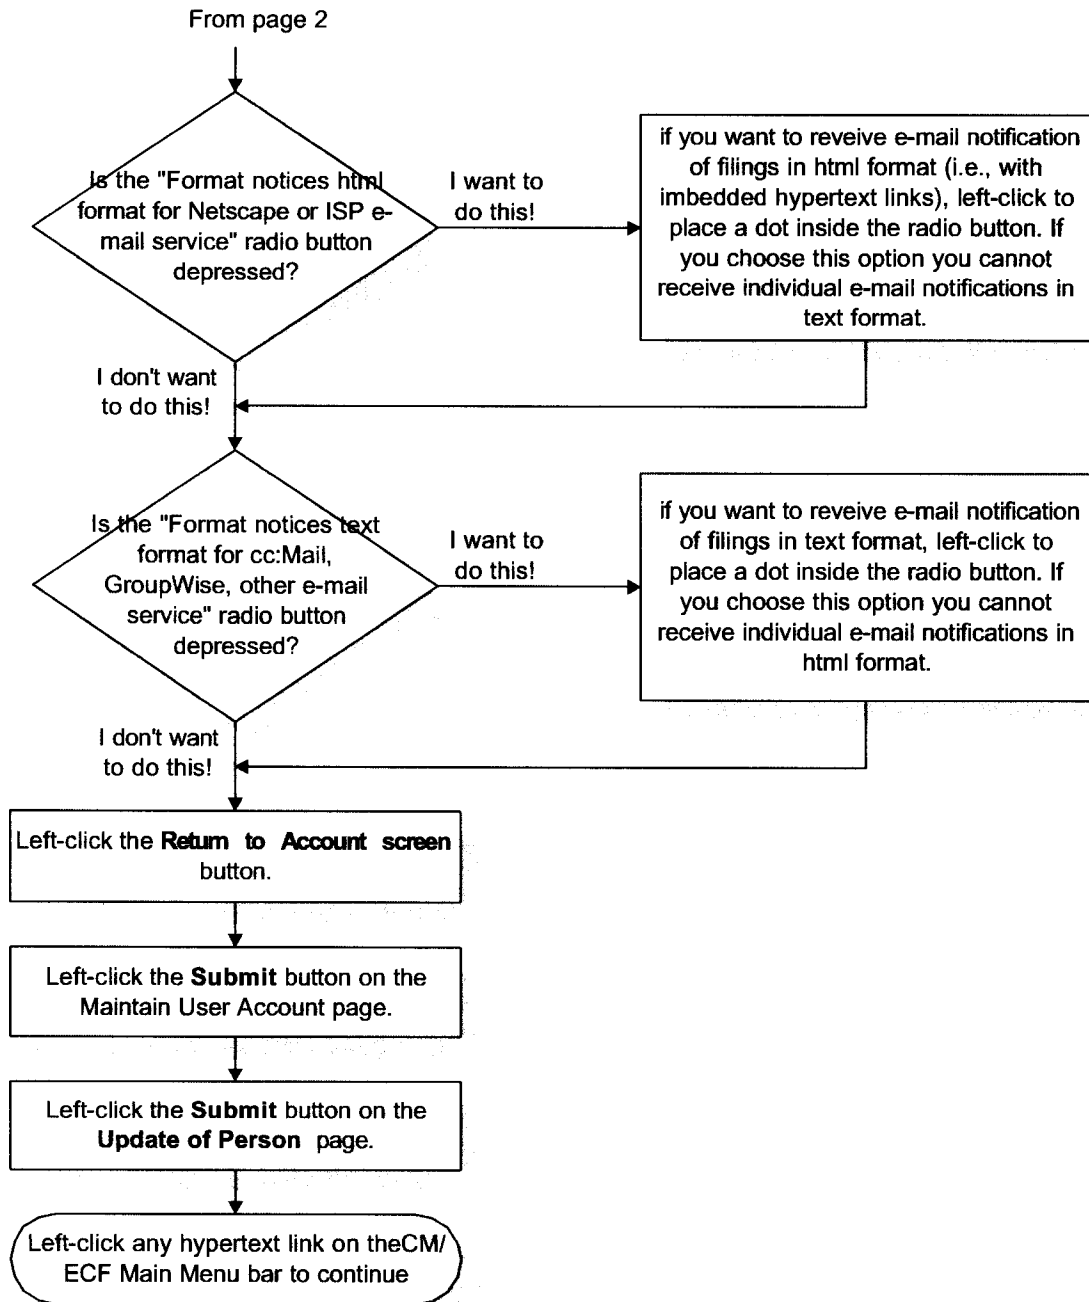 From page 2
Is the "Format notices html
format for Netscape or ISP e-
mail service" radio button
depressed?
I want to
do this!
if you want to reveive e-mail notification
of filings in html format (i.e., with
imbedded hypertext links), left-click to
place a dot inside the radio button. If
you choose this option you cannot
receive individual e-mail notifications in
text format.
I don't want
to do this!
Is the "Format notices text
format for cc:Mail,
GroupWise, other e-mail
service" radio button
depressed?
I want to
do this!
if you want to reveive e-mail notification
of filings in text format, left-click to
place a dot inside the radio button. If
you choose this option you cannot
receive individual e-mail notifications in
html format.
I don't want
to do this!
Left-click the Return to Account screen
button.
Left-click the Submit button on the
Maintain User Account page.
Left-click the Submit button on the
Update of Person page.
Left-click any hypertext link on theCM/
ECF Main Menu bar to continue